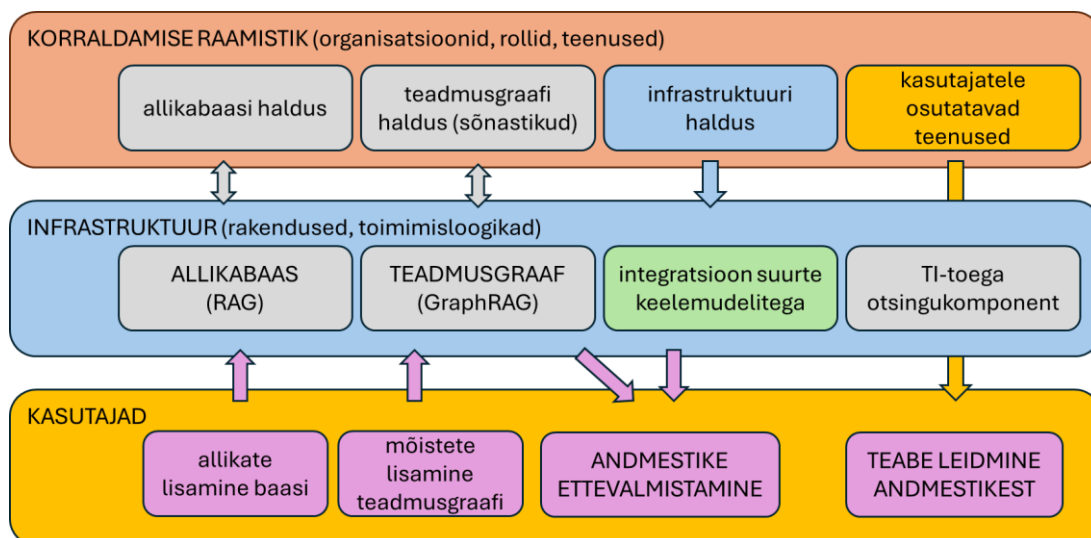 KORRALDAMISE RAAMISTIK (organisatsioonid, rollid, teenused)
allikabaasi haldus
teadmusgraafi
haldus (sõnastikud)
infrastruktuuri
haldus
kasutajatele
osutatavad
teenused
INFRASTRUKTUUR (rakendused, toimimisloogikad)
ALLIKABAAS
(RAG)
TEADMUSGRAAF
(GraphRAG)
integratsioon suurte
keelemudelitega
TI-toega
otsingukomponent
KASUTAJAD
allikate
lisamine baasi
mõistete
lisamine
teadmusgraafi
ANDMESTIKE
ETTEVALMISTAMINE
TEABE LEIDMINE
ANDMESTIKEST